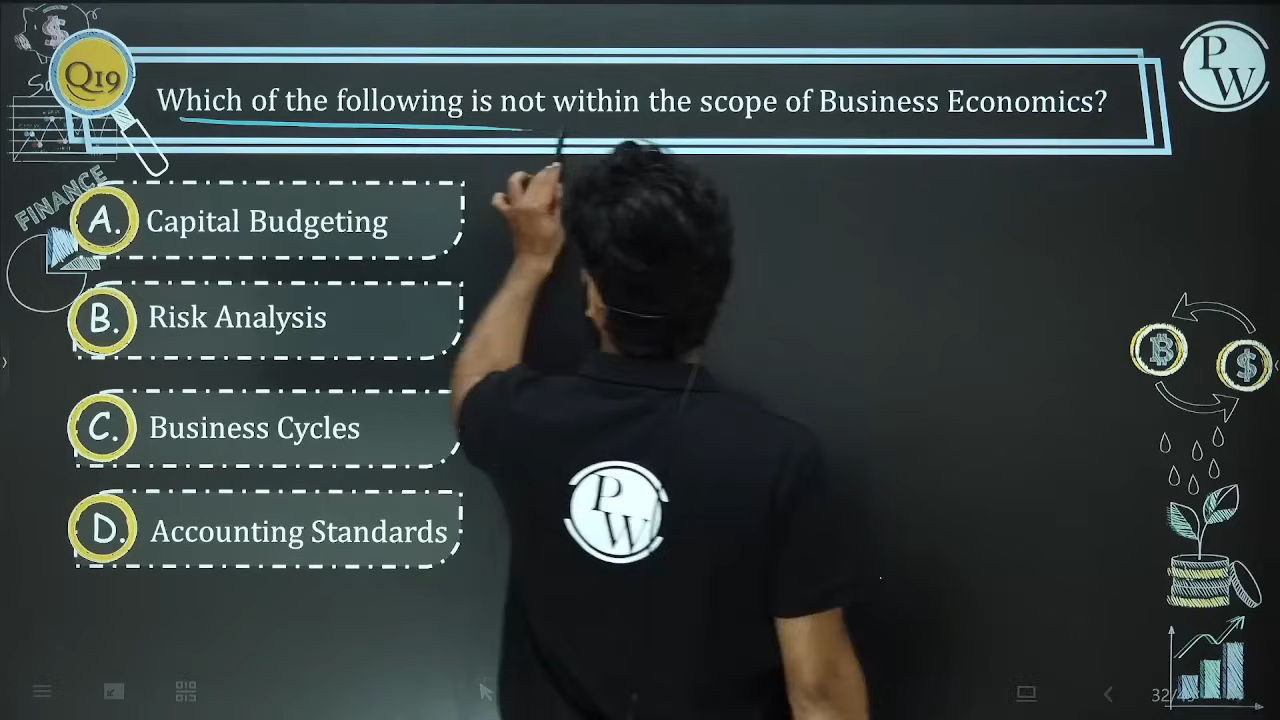 Q19
Which of the following is not within the scope of Business Economics?
PW
FINANCE
A. Capital Budgeting
B. Risk Analysis
C. Business Cycles
D. Accounting Standards
PW